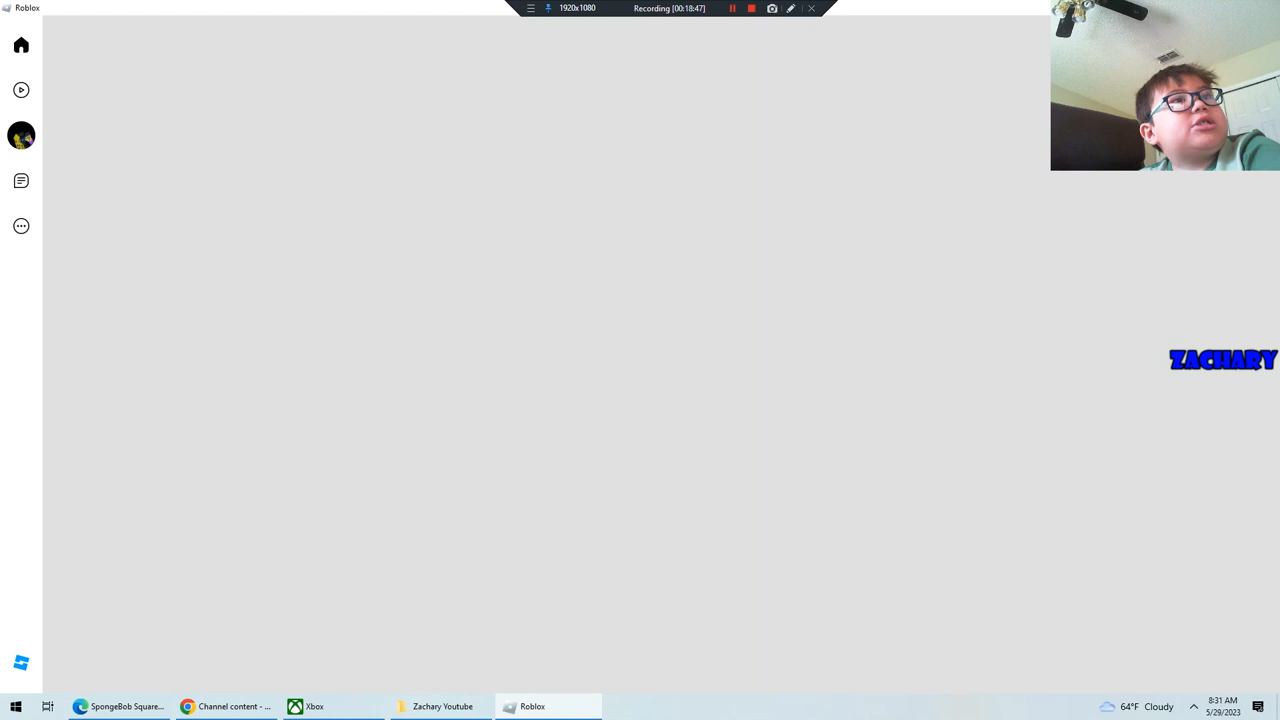 Roblox
1920x1080
Recording [00:18:47]
ZACHARY
SpongeBob Square...
Channel content - ...
Xbox
Zachary Youtube
Roblox
64°F Cloudy
8:31 AM
5/29/2023